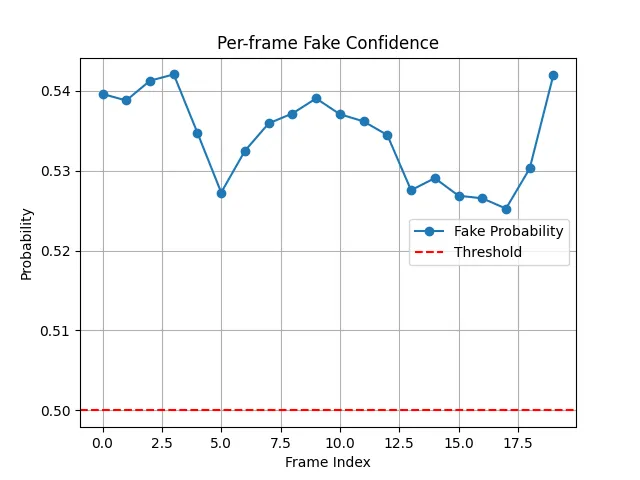 Per-frame Fake Confidence
0.54
0.53
0.52
0.51
0.50
Probability
Fake Probability
Threshold
0.0 2.5 5.0 7.5 10.0 12.5 15.0 17.5
Frame Index